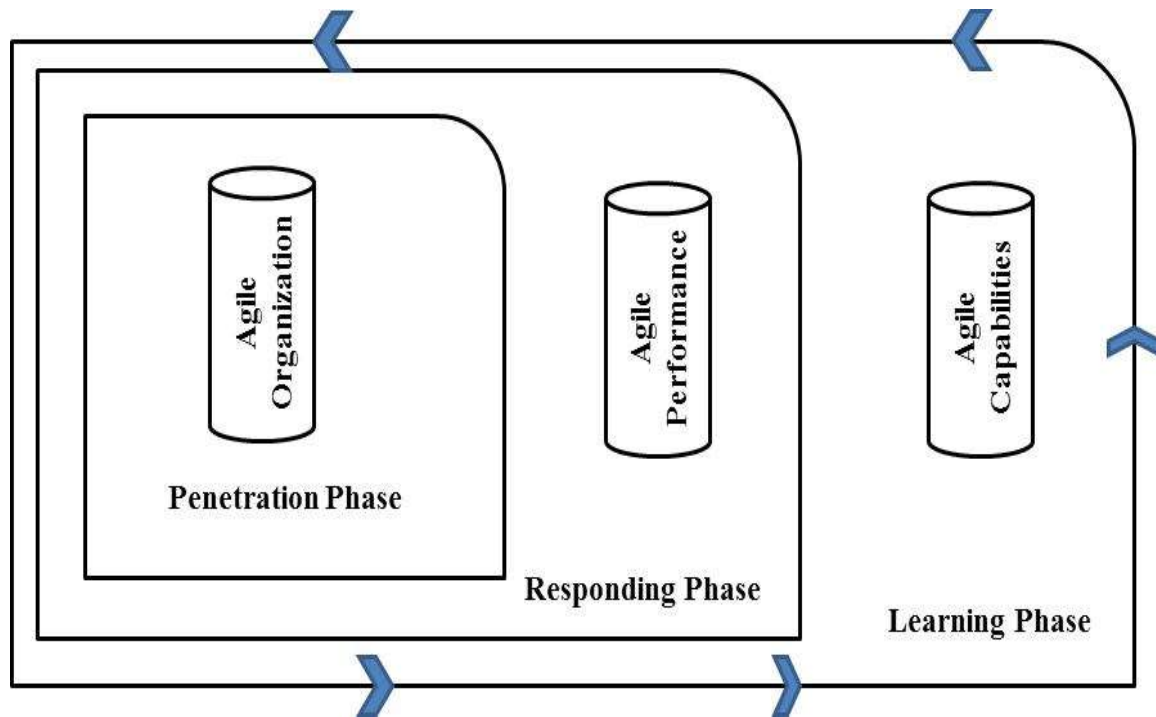 Agile
Organization
Penetration Phase
Agile
Performance
Responding Phase
Agile
Capabilities
Learning Phase